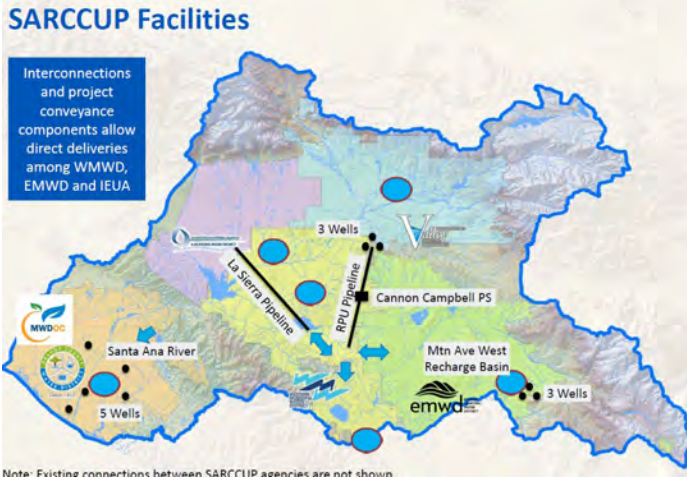 SARCCUP Facilities
Interconnections
and project
conveyance
components allow
direct deliveries
among WMWD,
EMWD and IEUA
3 Wells
Valley
La Sierra Pipeline
RPU Pipeline
Cannon Campbell PS
MWDOC
Santa Ana River
Mtn Ave West
Recharge Basin
3 Wells
5 Wells
emwd
Note: Existing connections between SARCCUP agencies are not shown